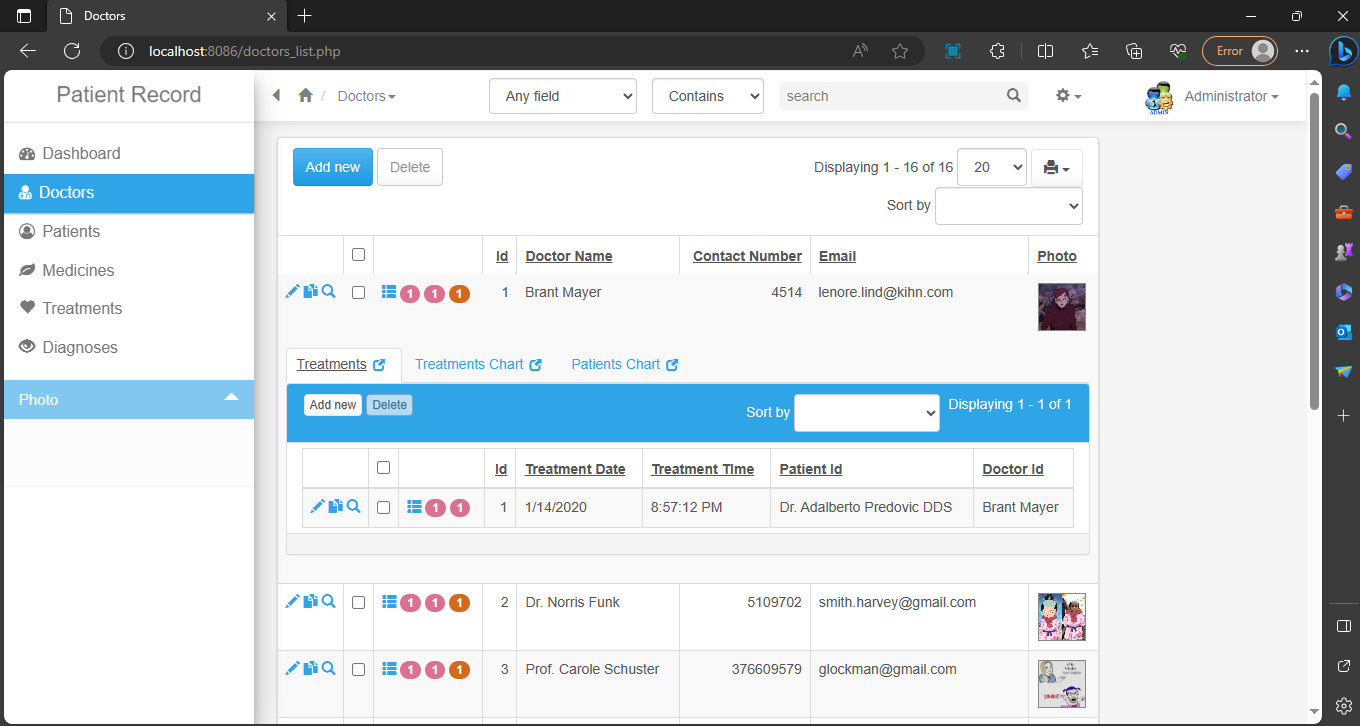 Doctors
localhost:8086/doctors_list.php
Error
Patient Record
Dashboard
Doctors
Patients
Medicines
Treatments
Diagnoses
Photo
/ Doctors
Any field
Contains
search
ADMIN
Administrator
Add new
Delete
Displaying 1 - 16 of 16
20
Sort by
Id Doctor Name Contact Number Email Photo
1 1 1 1 Brant Mayer 4514 lenore.lind@kihn.com
Treatments Treatments Chart Patients Chart
Add new Delete Sort by Displaying 1 - 1 of 1
Id Treatment Date Treatment Time Patient Id Doctor Id
1 1 1 1/14/2020 8:57:12 PM Dr. Adalberto Predovic DDS Brant Mayer
1 1 1 2 Dr. Norris Funk 5109702 smith.harvey@gmail.com
1 1 1 3 Prof. Carole Schuster 376609579 glockman@gmail.com